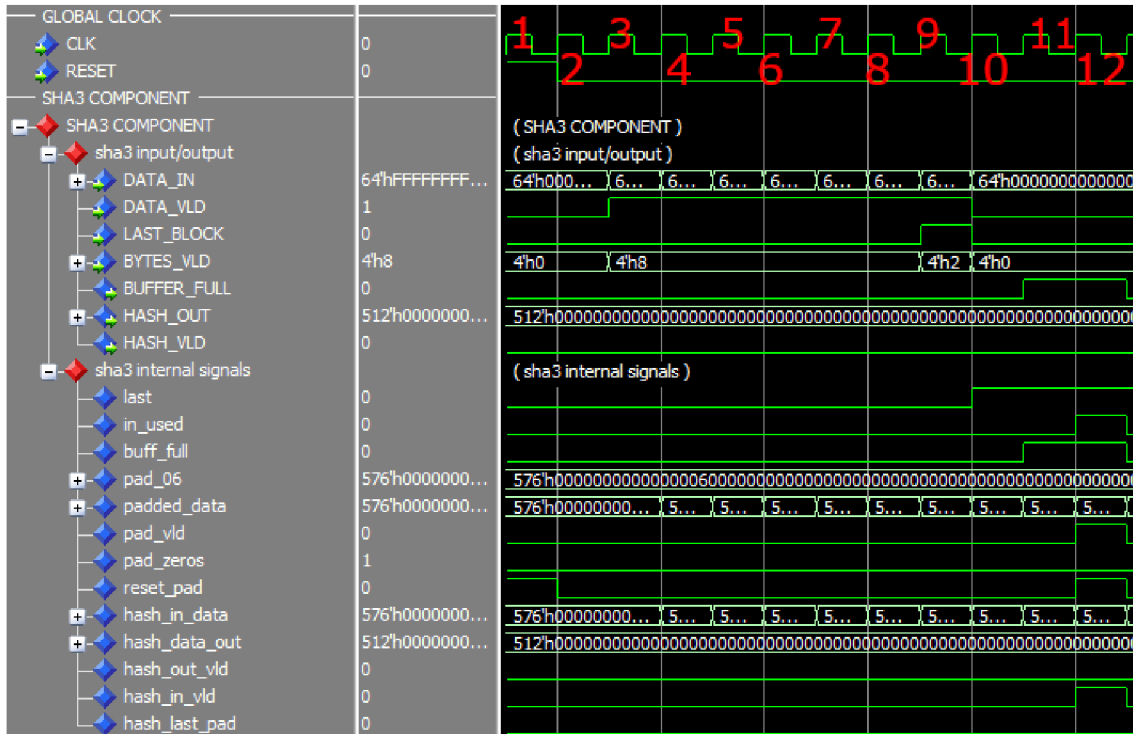 GLOBAL CLOCK
CLK 0 1 3 5 7 9 11
RESET 0 2 4 6 8 10 12
SHA3 COMPONENT
SHA3 COMPONENT ( SHA3 COMPONENT )
sha3 input/output ( sha3 input/output )
DATA_IN 64'hFFFFFFFF... 64'h000... 6... 6... 6... 6... 6... 6... 6... 64'h0000000000000
DATA_VLD 1
LAST_BLOCK 0
BYTES_VLD 4'h8 4'h0 4'h8 4'h2 4'h0
BUFFER_FULL 0
HASH_OUT 512'h0000000... 512'h00000000000000000000000000000000000000000000000000000000
HASH_VLD 0
sha3 internal signals ( sha3 internal signals )
last 0
in_used 0
buff_full 0
pad_06 576'h0000000... 576'h00000000000000060000000000000000000000000000000000000000
padded_data 576'h0000000... 576'h00000000... 5... 5... 5... 5... 5... 5... 5... 5... 5...
pad_vld 0
pad_zeros 1
reset_pad 0
hash_in_data 576'h0000000... 576'h00000000... 5... 5... 5... 5... 5... 5... 5... 5... 5...
hash_data_out 512'h0000000... 512'h00000000000000000000000000000000000000000000000000000000
hash_out_vld 0
hash_in_vld 0
hash_last_pad 0